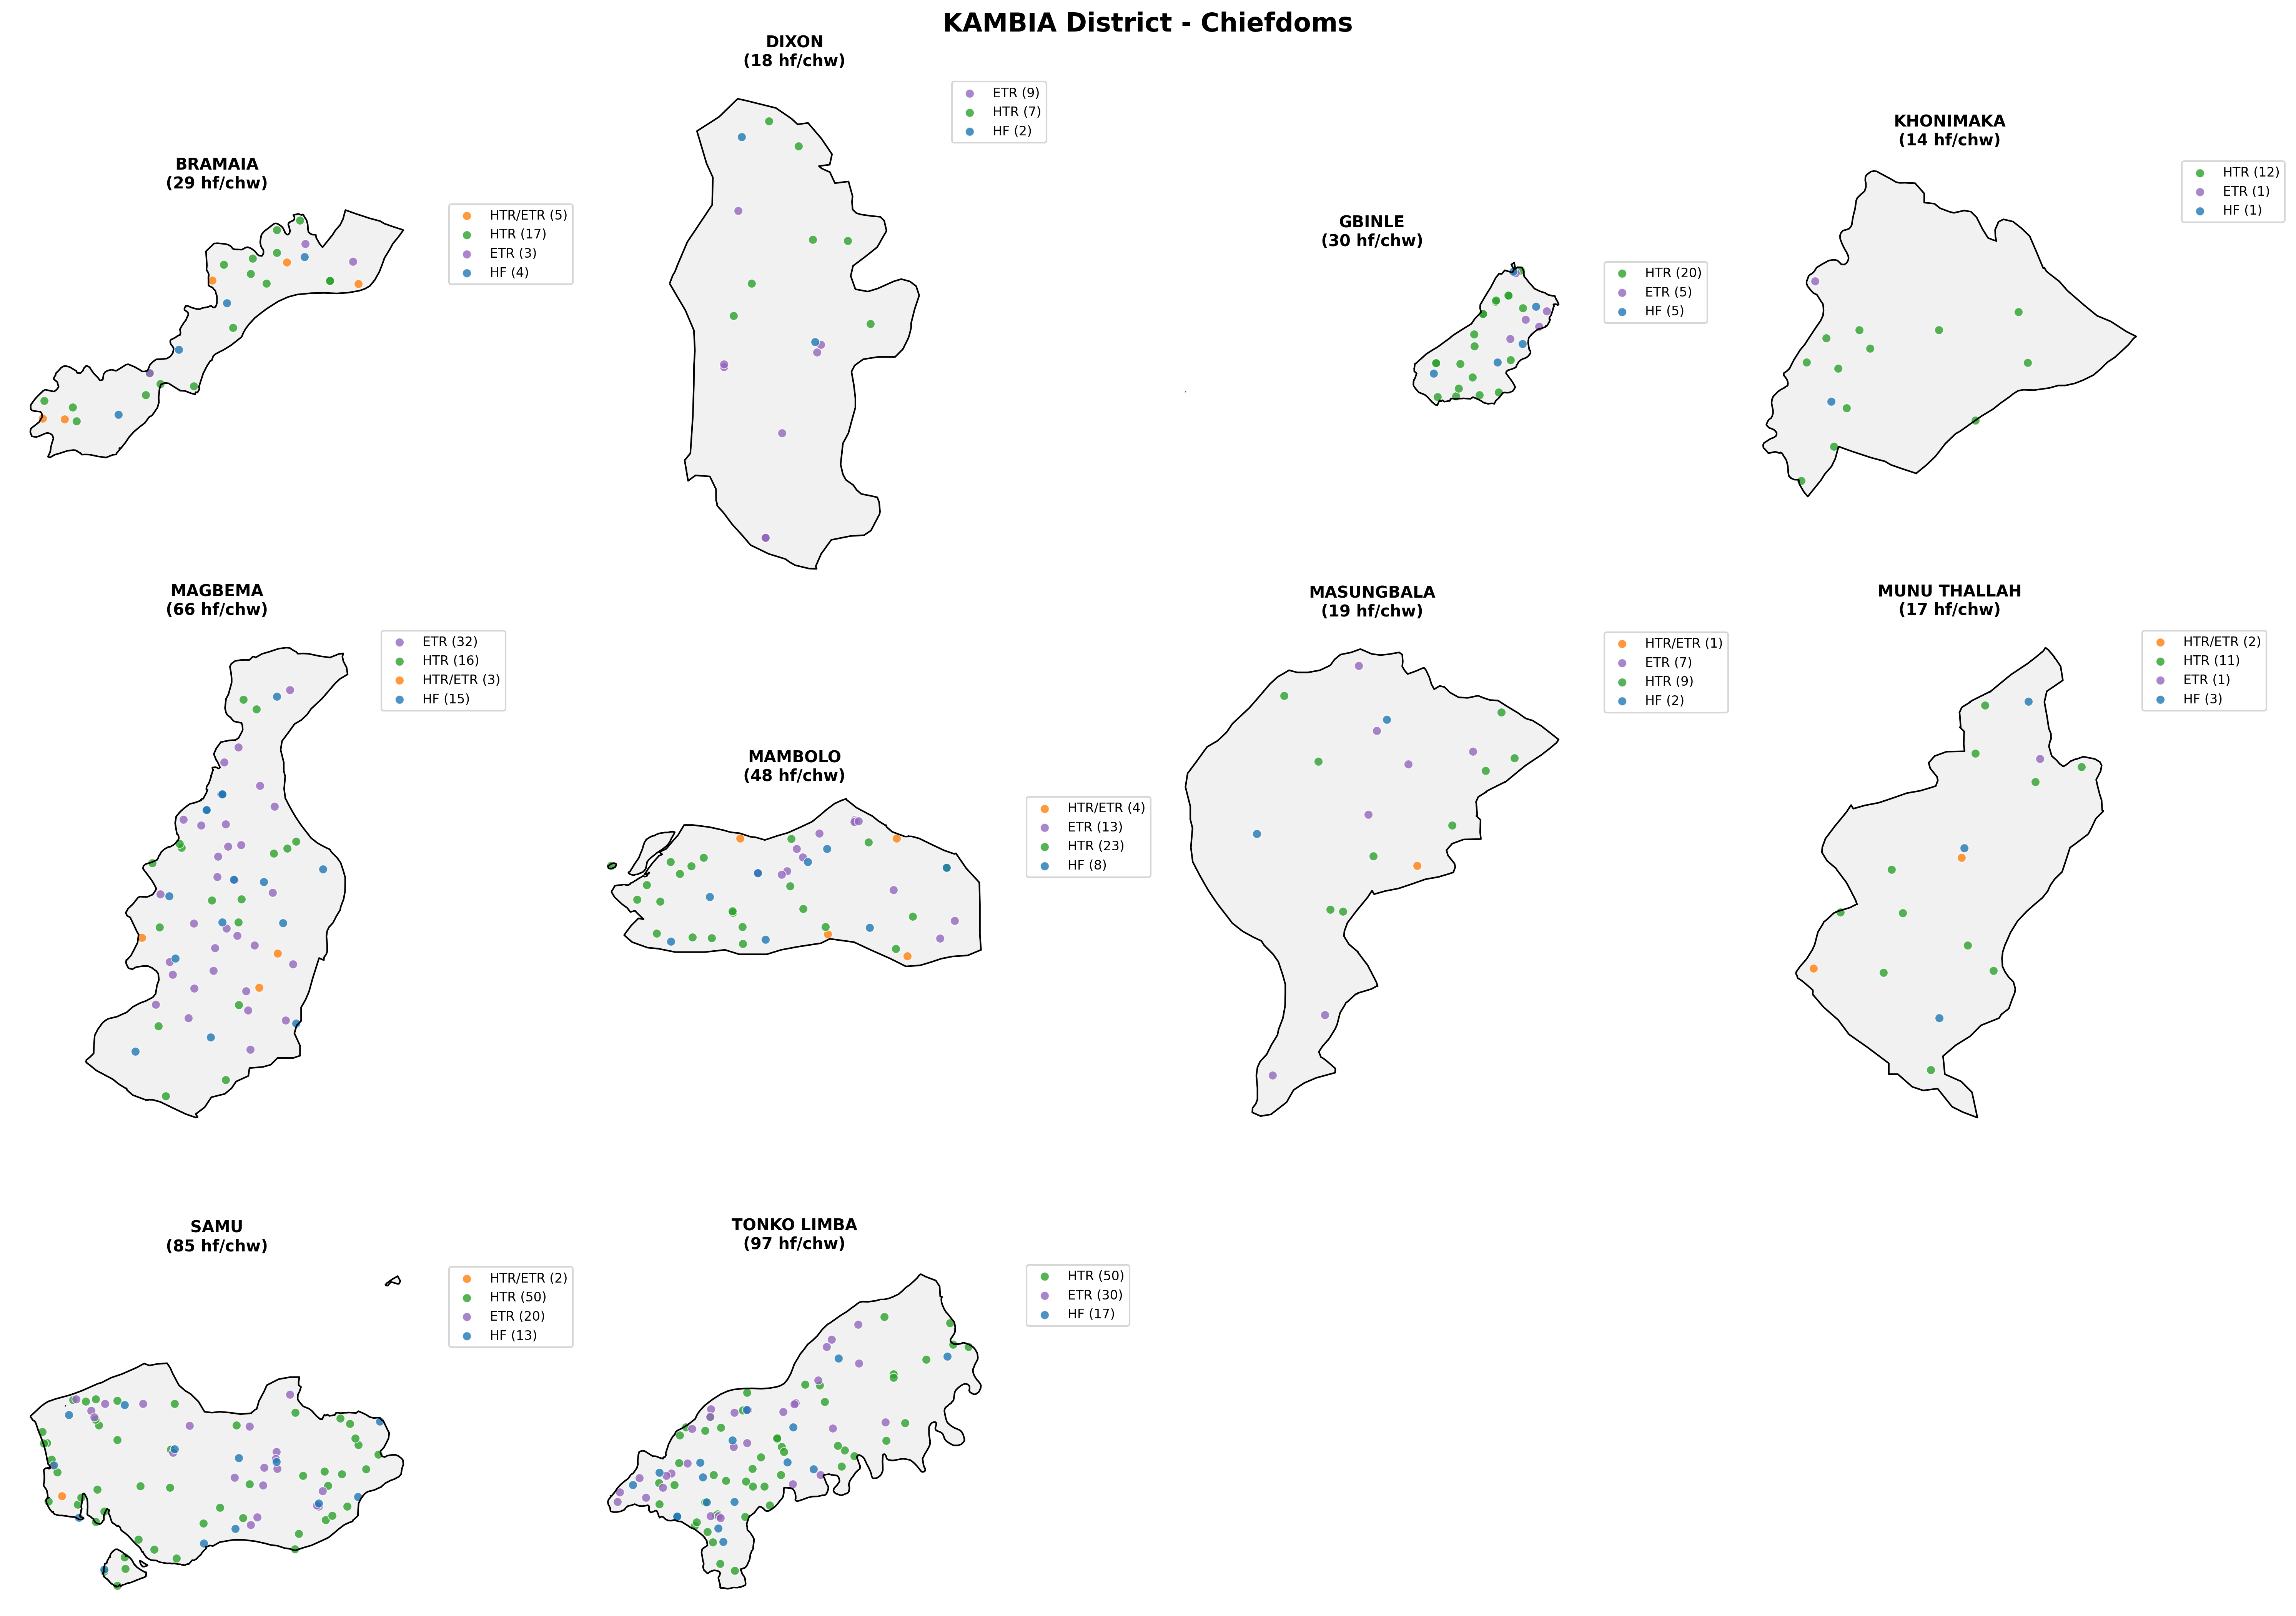 KAMBIA District - Chiefdoms
BRAMAIA
(29 hf/chw)
HTR/ETR (5)
HTR (17)
ETR (3)
HF (4)
DIXON
(18 hf/chw)
ETR (9)
HTR (7)
HF (2)
GBINLE
(30 hf/chw)
HTR (20)
ETR (5)
HF (5)
KHONIMAKA
(14 hf/chw)
HTR (12)
ETR (1)
HF (1)
MAGBEMA
(66 hf/chw)
ETR (32)
HTR (16)
HTR/ETR (3)
HF (15)
MAMBOLO
(48 hf/chw)
HTR/ETR (4)
ETR (13)
HTR (23)
HF (8)
MASUNGBALA
(19 hf/chw)
HTR/ETR (1)
ETR (7)
HTR (9)
HF (2)
MUNU THALLAH
(17 hf/chw)
HTR/ETR (2)
HTR (11)
ETR (1)
HF (3)
SAMU
(85 hf/chw)
HTR/ETR (2)
HTR (50)
ETR (20)
HF (13)
TONKO LIMBA
(97 hf/chw)
HTR (50)
ETR (30)
HF (17)